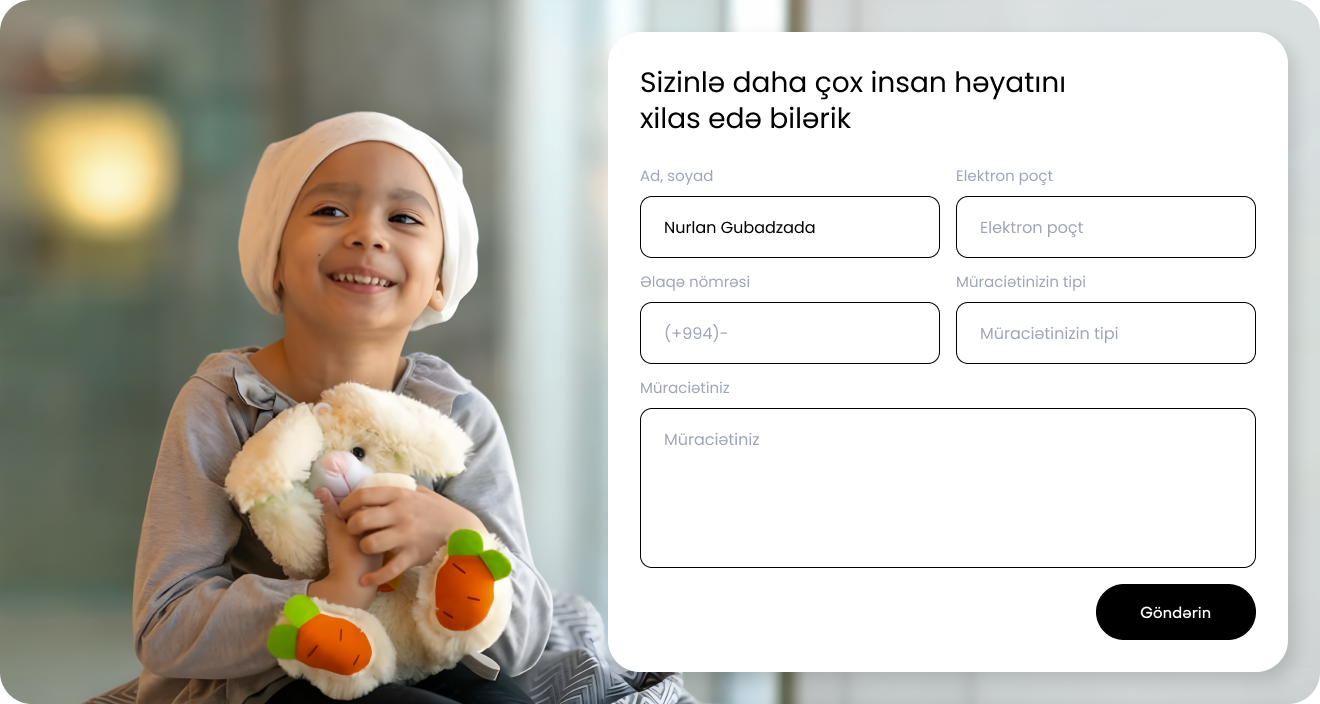 Sizinlə daha çox insan həyatını
xilas edə bilərik
Ad, soyad
Elektron poçt
Nurlan Gubadzada
Elektron poçt
Əlaqə nömrəsi
Müraciətinizin tipi
(+994)-
Müraciətinizin tipi
Müraciətiniz
Müraciətiniz
Göndərin